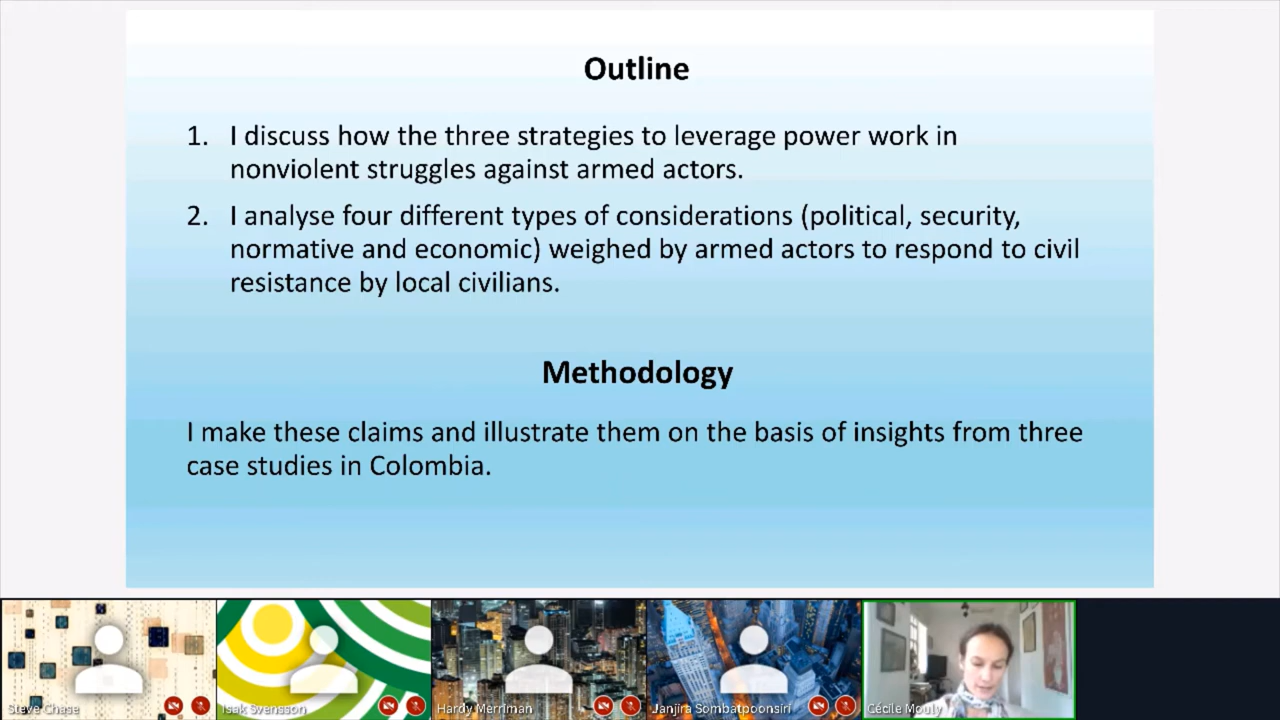 Outline
1. I discuss how the three strategies to leverage power work in
nonviolent struggles against armed actors.
2. I analyse four different types of considerations (political, security,
normative and economic) weighed by armed actors to respond to civil
resistance by local civilians.
Methodology
I make these claims and illustrate them on the basis of insights from three
case studies in Colombia.
Steve Chase
Isak Svensson
Hardy Merriman
Janjira Sombatpoonsiri
Cécile Mouly